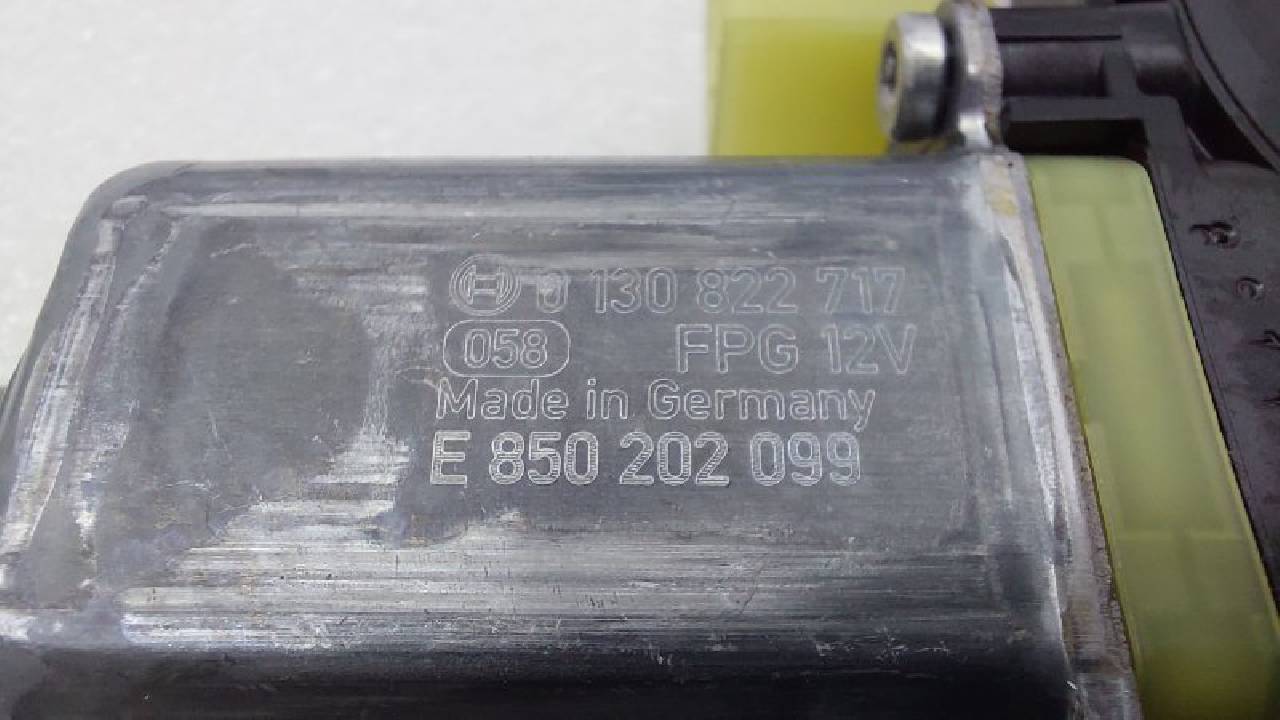 0 130 822 717
058 FPG 12V
Made in Germany
E 850 202 099